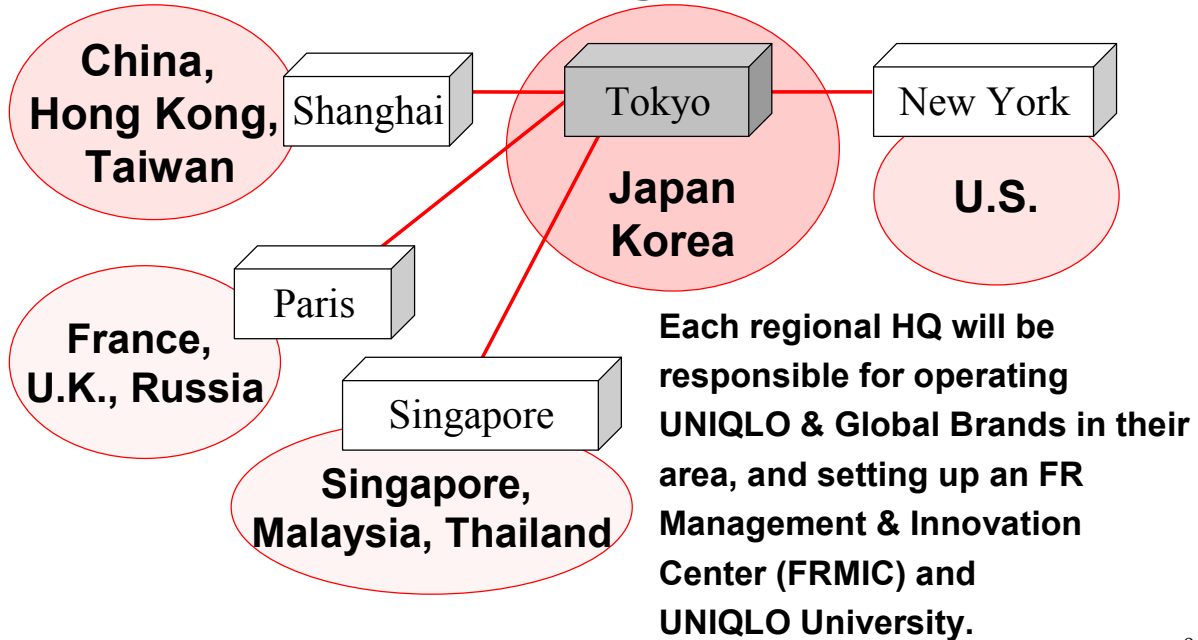 China,
Hong Kong,
Taiwan
Shanghai
Tokyo
Japan
Korea
New York
U.S.
Paris
France,
U.K., Russia
Singapore
Singapore,
Malaysia, Thailand
Each regional HQ will be
responsible for operating
UNIQLO & Global Brands in their
area, and setting up an FR
Management & Innovation
Center (FRMIC) and
UNIQLO University.